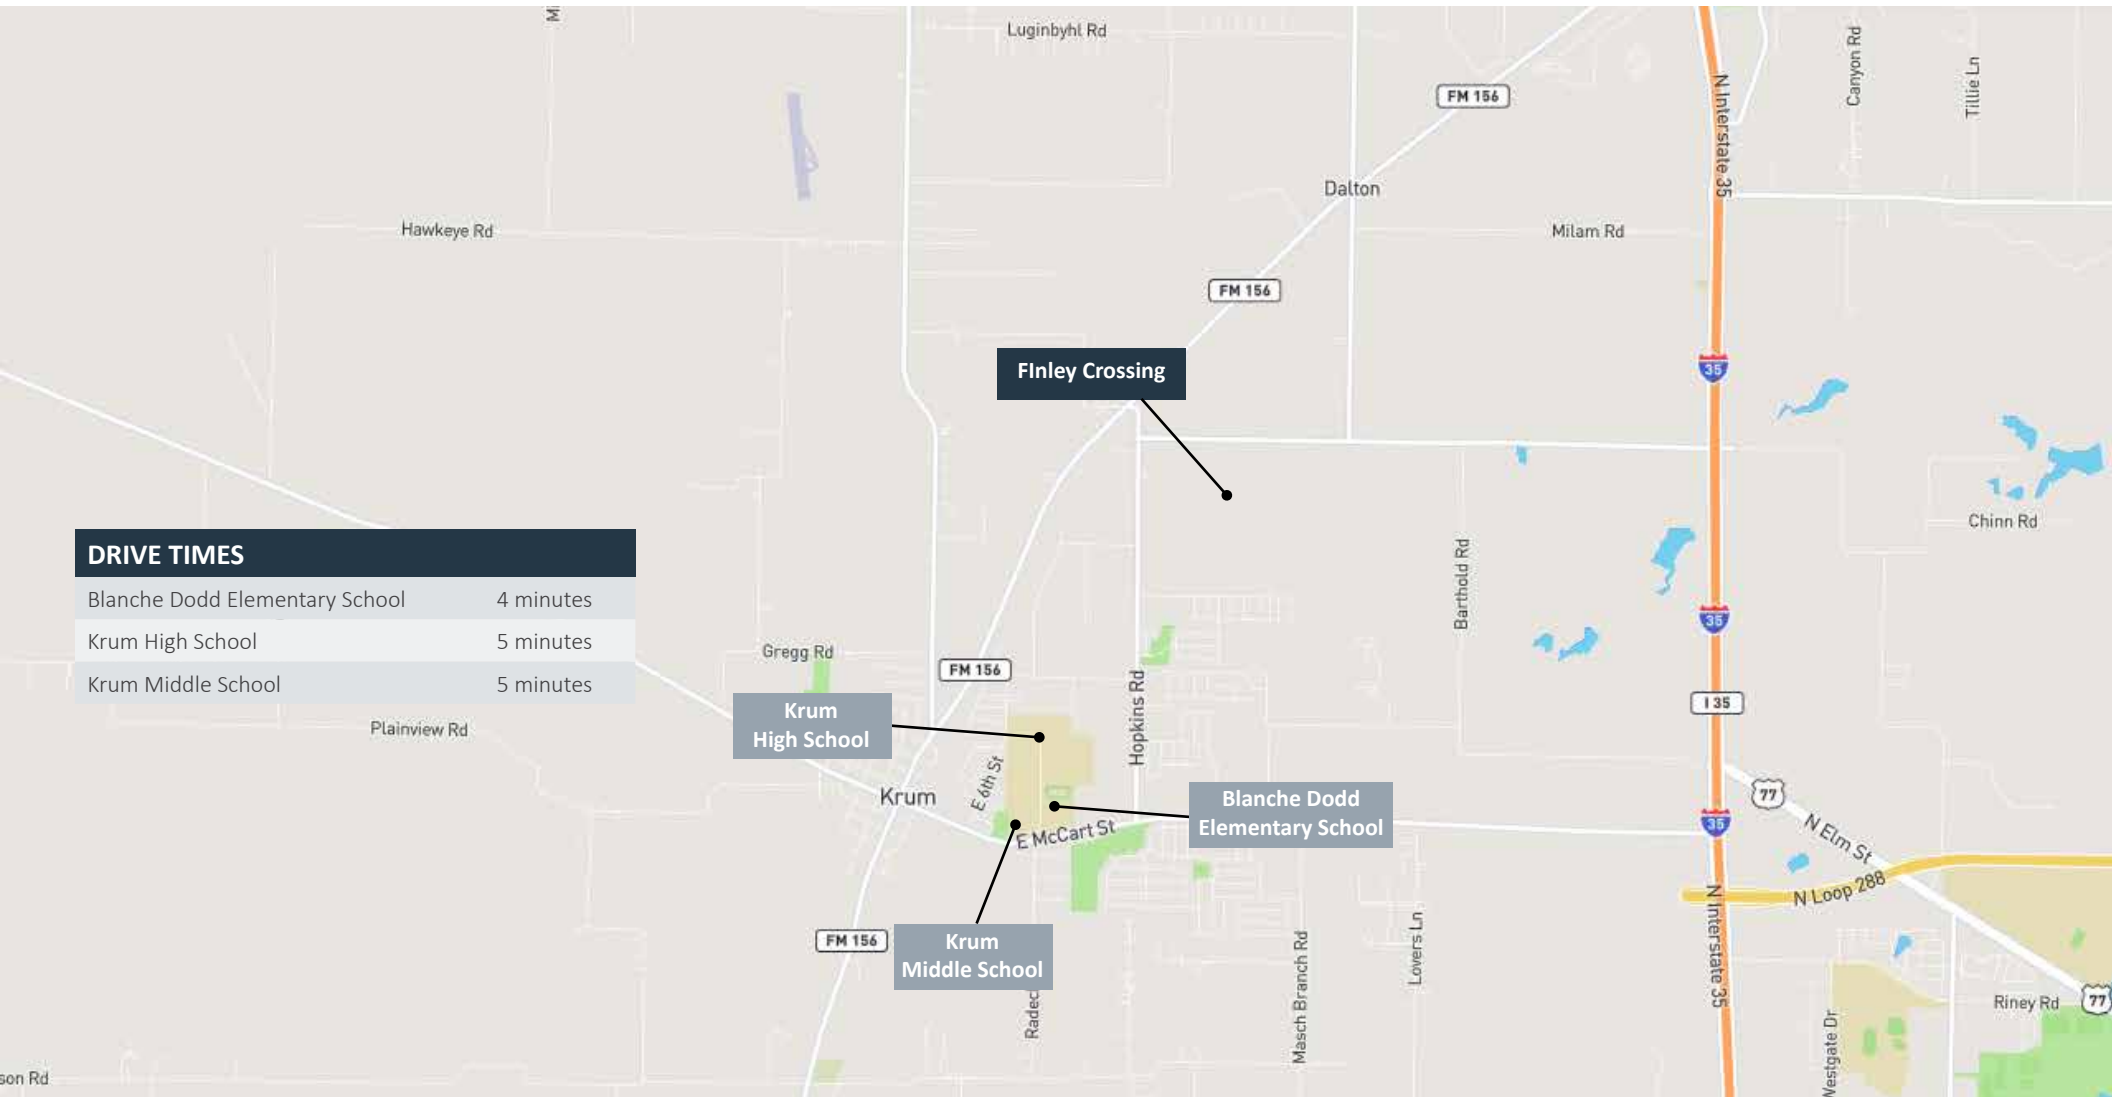 Mi
Luginbyhl Rd
Canyon Rd
Tillie Ln
FM 156
N Interstate 35
Dalton
Hawkeye Rd
Milam Rd
FM 156
FInley Crossing
35
Chinn Rd
DRIVE TIMES
Blanche Dodd Elementary School 4 minutes
Krum High School 5 minutes
Krum Middle School 5 minutes
Barthold Rd
35
Gregg Rd
FM 156
Hopkins Rd
I 35
Krum
High School
Plainview Rd
E 6th St
Krum
77
Blanche Dodd
Elementary School
35
E McCart St
N Elm St
N Loop 288
N Interstate 35
FM 156
Krum
Middle School
Radec
Masch Branch Rd
Lovers Ln
Riney Rd
77
Westgate Dr
son Rd